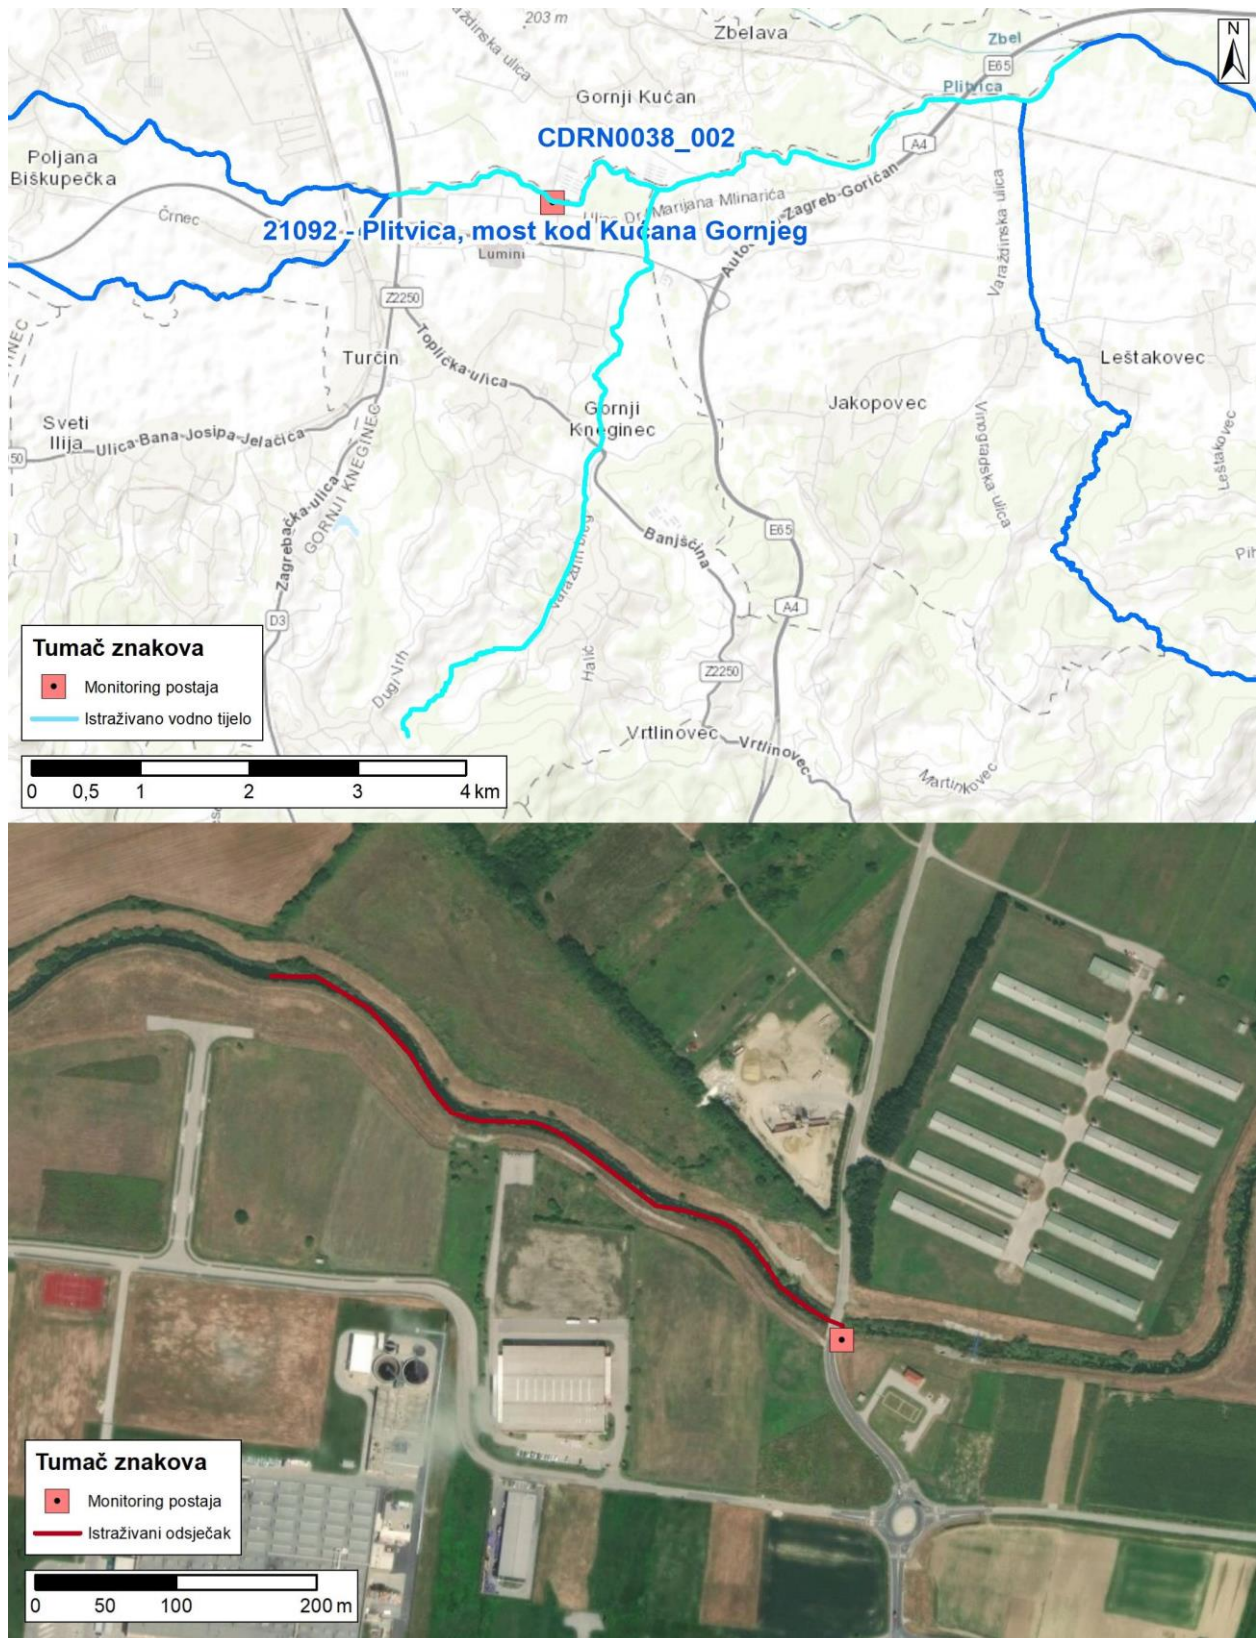 203 m
Varaždinska ulica
Zbelava
Zbel
N
E65
Plitvica
Gornji Kućan
CDRN0038_002
A4
Poljana
Biškupečka
Črnec
Ulica Dr. Marijana Mlinarića
Zagreb-Goričan
21092 - Plitvica, most kod Kućana Gornjeg
Lumini
Varaždinska ulica
Z2250
Turčin
Toplička ulica
Leštakovec
Gornji
Kneginec
Jakopovec
Sveti
Ilija
Ulica Bana Josipa Jelačića
GORNJI KNEGINEC
Zagrebačka ulica
Vinogradska ulica
Leštakovec
Banjščina
E65
A4
D3
Halić
Dugi Vrh
Z2250
Vrtlinovec
Vrtlinovec
Martinkovec
Tumač znakova
Monitoring postaja
Istraživano vodno tijelo
0 0,5 1 2 3 4 km
Tumač znakova
Monitoring postaja
Istraživani odsječak
0 50 100 200 m